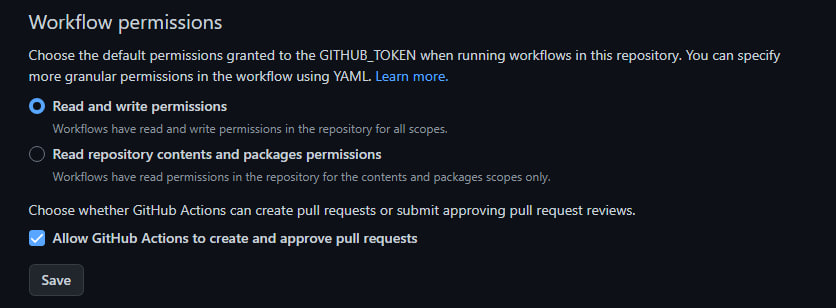 Workflow permissions
Choose the default permissions granted to the GITHUB_TOKEN when running workflows in this repository. You can specify
more granular permissions in the workflow using YAML. Learn more.
Read and write permissions
Workflows have read and write permissions in the repository for all scopes.
Read repository contents and packages permissions
Workflows have read permissions in the repository for the contents and packages scopes only.
Choose whether GitHub Actions can create pull requests or submit approving pull request reviews.
Allow GitHub Actions to create and approve pull requests
Save